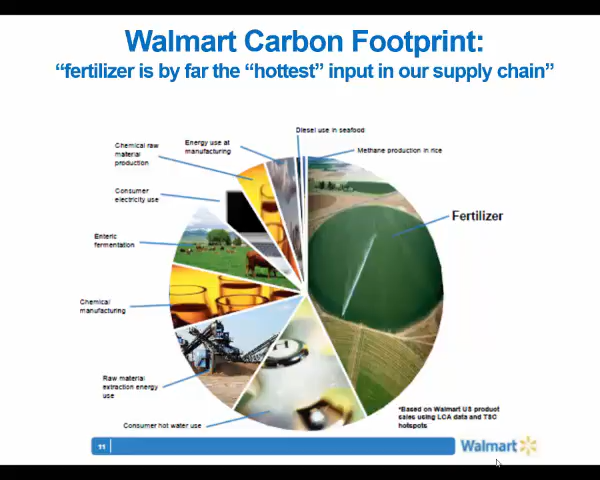 Walmart Carbon Footprint:
“fertilizer is by far the “hottest” input in our supply chain”
Diesel use in seafood
Energy use at
manufacturing
Chemical raw
material
production
Methane production in rice
Consumer
electricity use
Fertilizer
Enteric
fermentation
Chemical
manufacturing
Raw material
extraction energy
use
Consumer hot water use
*Based on Walmart US product
sales using LCA data and TSC
hotspots
11
Walmart